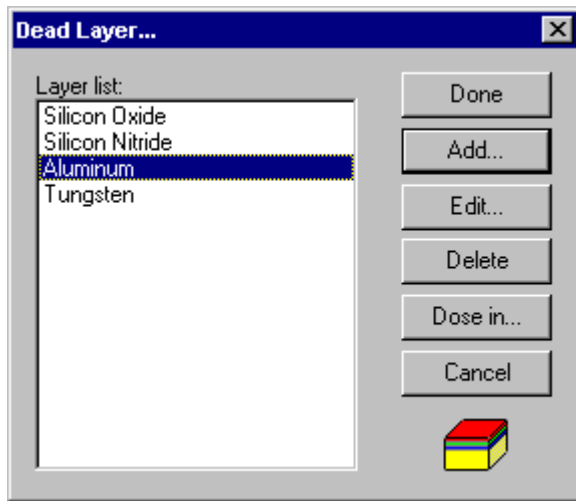 Dead Layer...
Layer list:
Silicon Oxide
Silicon Nitride
Aluminum
Tungsten
Done
Add...
Edit...
Delete
Dose in...
Cancel